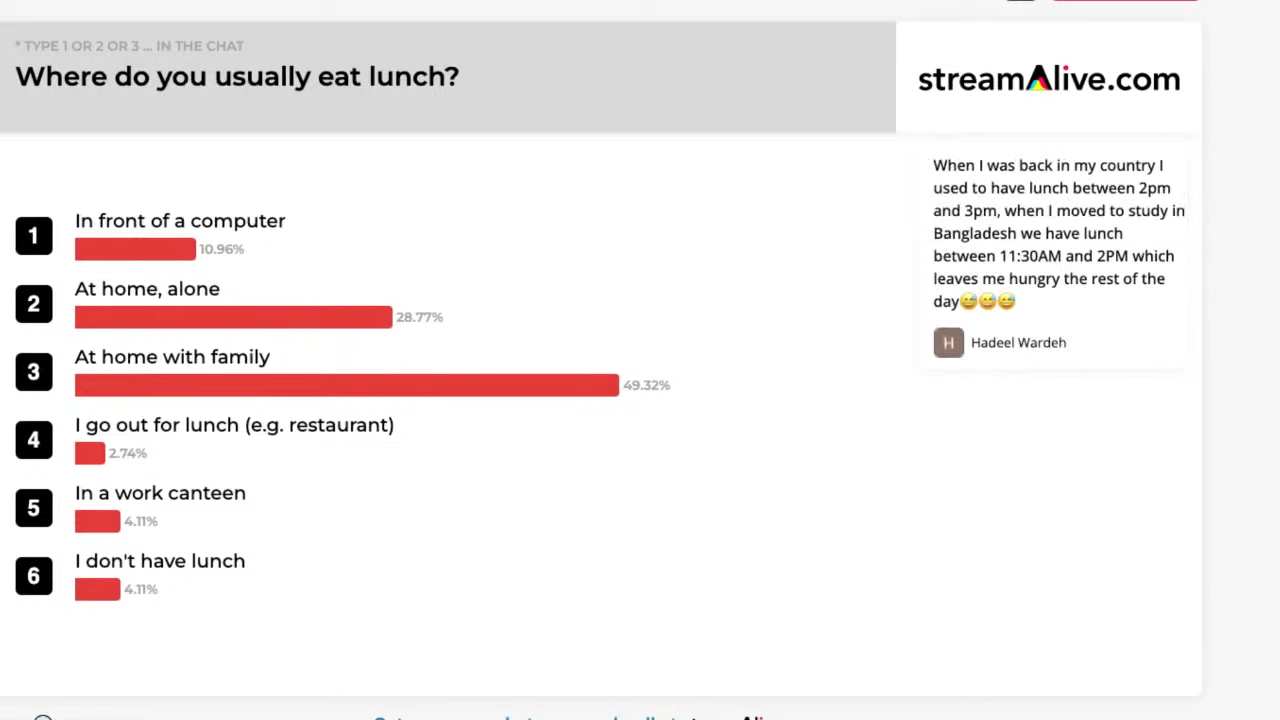 * TYPE 1 OR 2 OR 3 ... IN THE CHAT
Where do you usually eat lunch?
streamAlive.com
1
In front of a computer
10.96%
2
At home, alone
28.77%
3
At home with family
49.32%
4
I go out for lunch (e.g. restaurant)
2.74%
5
In a work canteen
4.11%
6
I don't have lunch
4.11%
When I was back in my country I
used to have lunch between 2pm
and 3pm, when I moved to study in
Bangladesh we have lunch
between 11:30AM and 2PM which
leaves me hungry the rest of the
day😅😅😅
H
Hadeel Wardeh